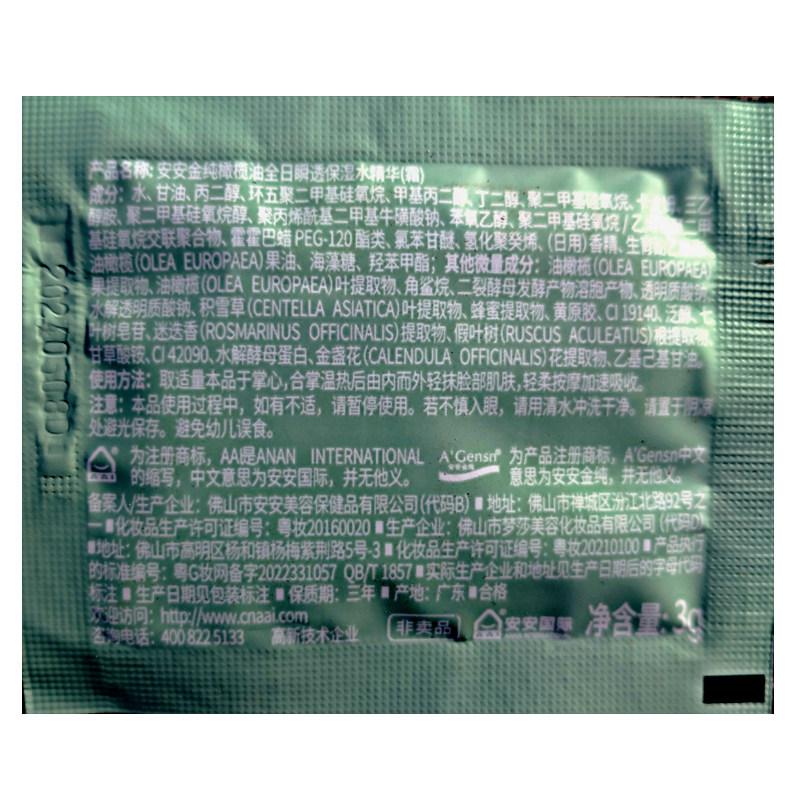 产品名称: 安安金纯橄榄油全日瞬透保湿水精华(霜)
成分: 水、甘油、丙二醇、环五聚二甲基硅氧烷、甲基丙二醇、丁二醇、聚二甲基硅氧烷、三乙
醇胺、聚二甲基硅氧烷醇、聚丙烯酰基二甲基牛磺酸钠、苯氧乙醇、聚二甲基硅氧烷/乙
基硅氧烷交联聚合物、霍霍巴蜡 PEG-120 酯类、氯苯甘醚、氢化聚癸烯、(日用)香精、生育酚乙酸酯、
油橄榄(OLEA EUROPAEA)果油、海藻糖、羟苯甲酯；其他微量成分：油橄榄(OLEA EUROPAEA)
果提取物、油橄榄(OLEA EUROPAEA)叶提取物、角鲨烷、二裂酵母发酵产物溶胞产物、透明质酸钠、
水解透明质酸钠、积雪草(CENTELLA ASIATICA)叶提取物、蜂蜜提取物、黄原胶、CI 19140、泛醇、七
叶树皂苷、迷迭香(ROSMARINUS OFFICINALIS)提取物、假叶树(RUSCUS ACULEATUS)根提取物、
甘草酸铵、CI 42090、水解酵母蛋白、金盏花(CALENDULA OFFICINALIS)花提取物、乙基己基甘油
使用方法：取适量本品于掌心,合掌温热后由内而外轻抹脸部肌肤,轻柔按摩加速吸收。
注意：本品使用过程中，如有不适，请暂停使用。若不慎入眼，请用清水冲洗干净。请置于阴凉
处避光保存。避免幼儿误食。
为注册商标，AA是ANAN INTERNATIONAL
的缩写，中文意思为安安国际，并无他义。
A'Gensn®
安安金纯
为产品注册商标，A'Gensn中文
意思为安安金纯，并无他义。
备案人/生产企业：佛山市安安美容保健品有限公司(代码B) ■ 地址：佛山市禅城区汾江北路92号之
一 ■ 化妆品生产许可证编号：粤妆20160020 ■ 生产企业：佛山市梦莎美容化妆品有限公司 (代码D)
■地址：佛山市高明区杨和镇杨梅紫荆路5号-3 ■ 化妆品生产许可证编号：粤妆20210100 ■ 产品执行
的标准编号：粤G妆网备字2022331057 QB/T 1857 ■ 实际生产企业和地址见生产日期后的字母代码
标注 ■ 生产日期见包装标注 ■ 保质期：三年 ■ 产地：广东 ■合格
欢迎访问：http://www.cnaai.com
咨询电话：400 822 5133 高新技术企业
非卖品
安安国际
净含量: 3g